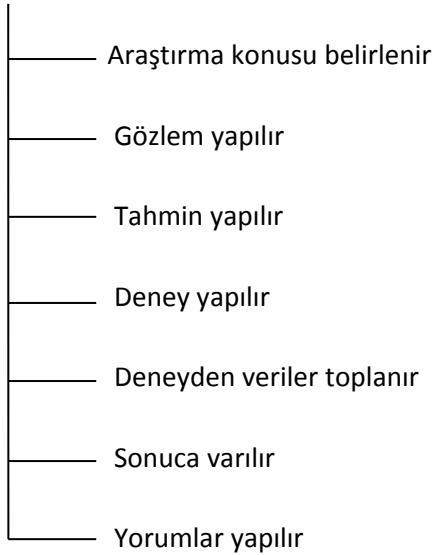 Araştırma konusu belirlenir
Gözlem yapılır
Tahmin yapılır
Deney yapılır
Deneyden veriler toplanır
Sonuca varılır
Yorumlar yapılır